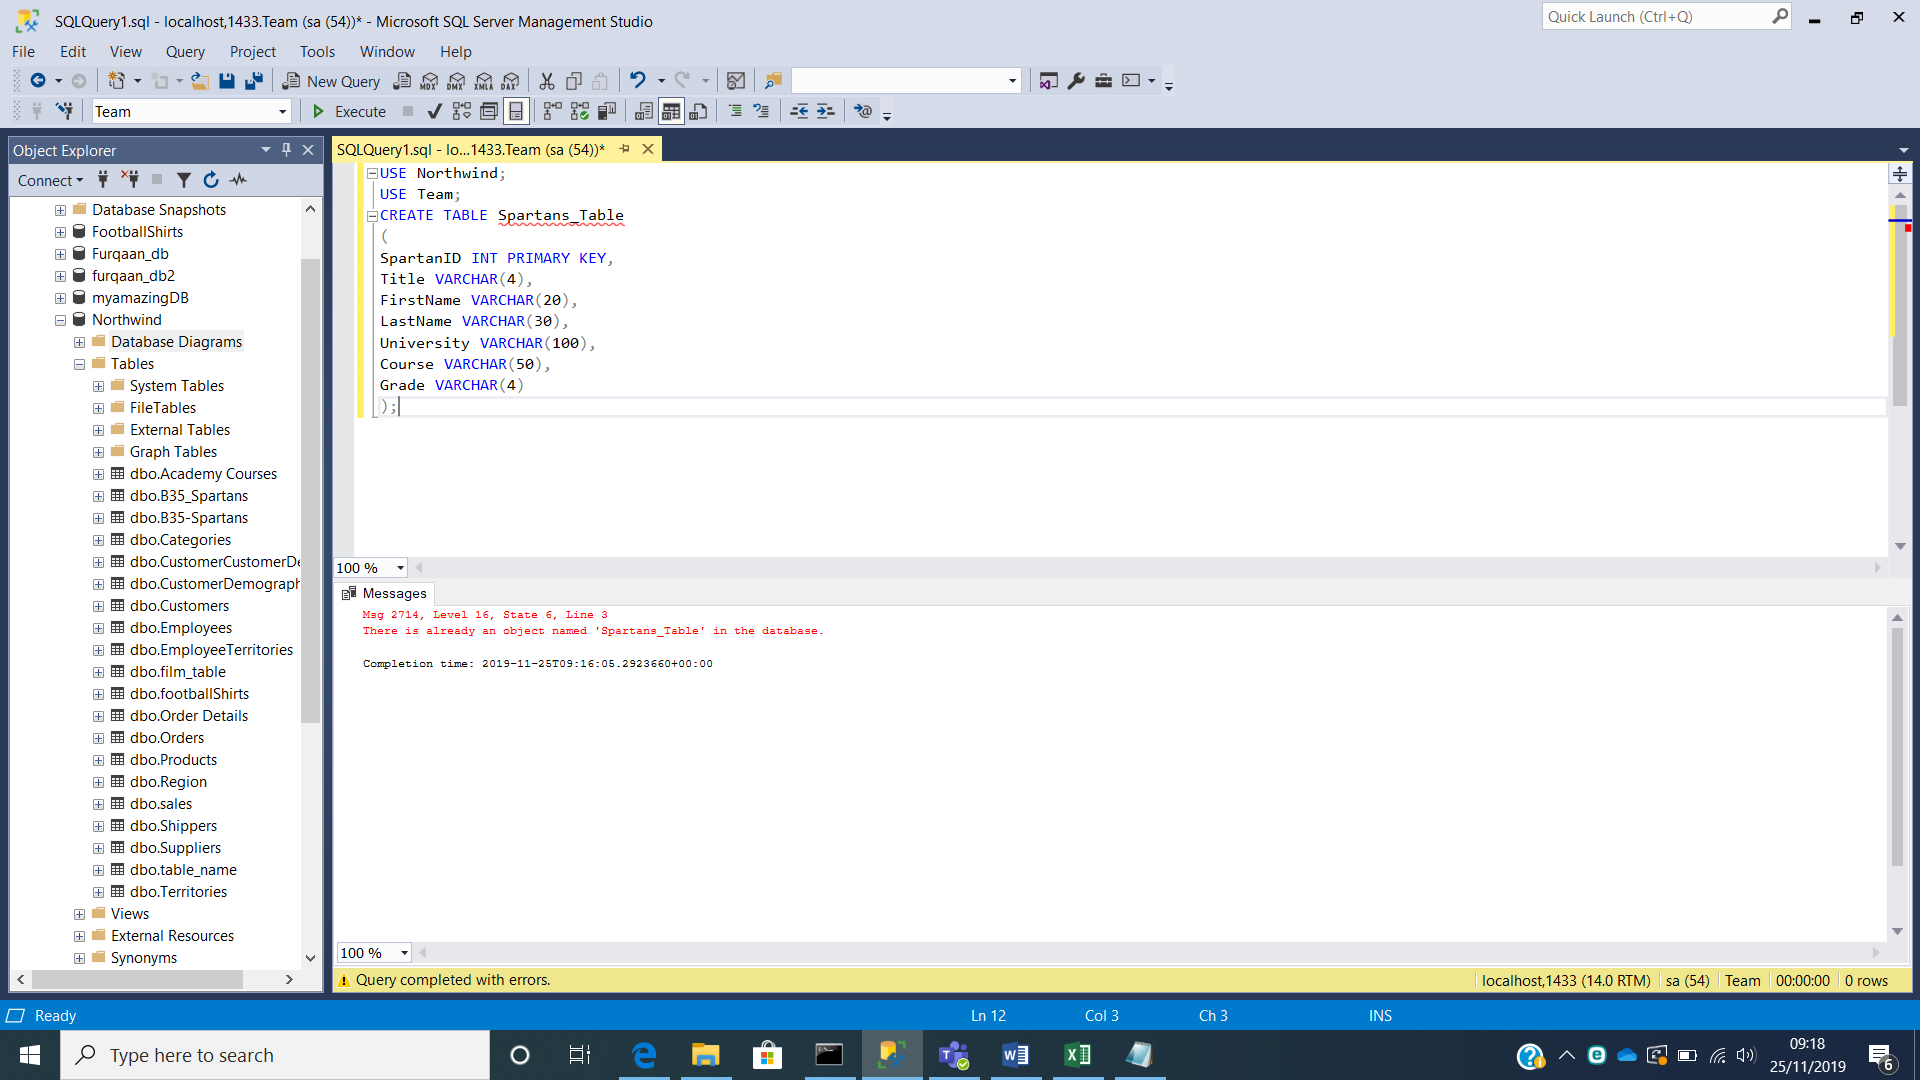 SQLQuery1.sql - localhost,1433.Team (sa (54))* - Microsoft SQL Server Management Studio
Quick Launch (Ctrl+Q)
File Edit View Query Project Tools Window Help
New Query
MDX DMX XMLA DAX
Team
Execute
Object Explorer
SQLQuery1.sql - lo...1433.Team (sa (54))*
Connect
Database Snapshots
FootballShirts
Furqaan_db
furqaan_db2
myamazingDB
Northwind
Database Diagrams
Tables
System Tables
FileTables
External Tables
Graph Tables
dbo.Academy Courses
dbo.B35_Spartans
dbo.B35-Spartans
dbo.Categories
dbo.CustomerCustomerDe
dbo.CustomerDemograph
dbo.Customers
dbo.Employees
dbo.EmployeeTerritories
dbo.film_table
dbo.footballShirts
dbo.Order Details
dbo.Orders
dbo.Products
dbo.Region
dbo.sales
dbo.Shippers
dbo.Suppliers
dbo.table_name
dbo.Territories
Views
External Resources
Synonyms
USE Northwind;
USE Team;
CREATE TABLE Spartans_Table
(
SpartanID INT PRIMARY KEY,
Title VARCHAR(4),
FirstName VARCHAR(20),
LastName VARCHAR(30),
University VARCHAR(100),
Course VARCHAR(50),
Grade VARCHAR(4)
);
100 %
Messages
Msg 2714, Level 16, State 6, Line 3
There is already an object named 'Spartans_Table' in the database.
Completion time: 2019-11-25T09:16:05.2923660+00:00
100 %
Query completed with errors.
localhost,1433 (14.0 RTM) sa (54) Team 00:00:00 0 rows
Ready
Ln 12 Col 3 Ch 3 INS
Type here to search
09:18
25/11/2019
6